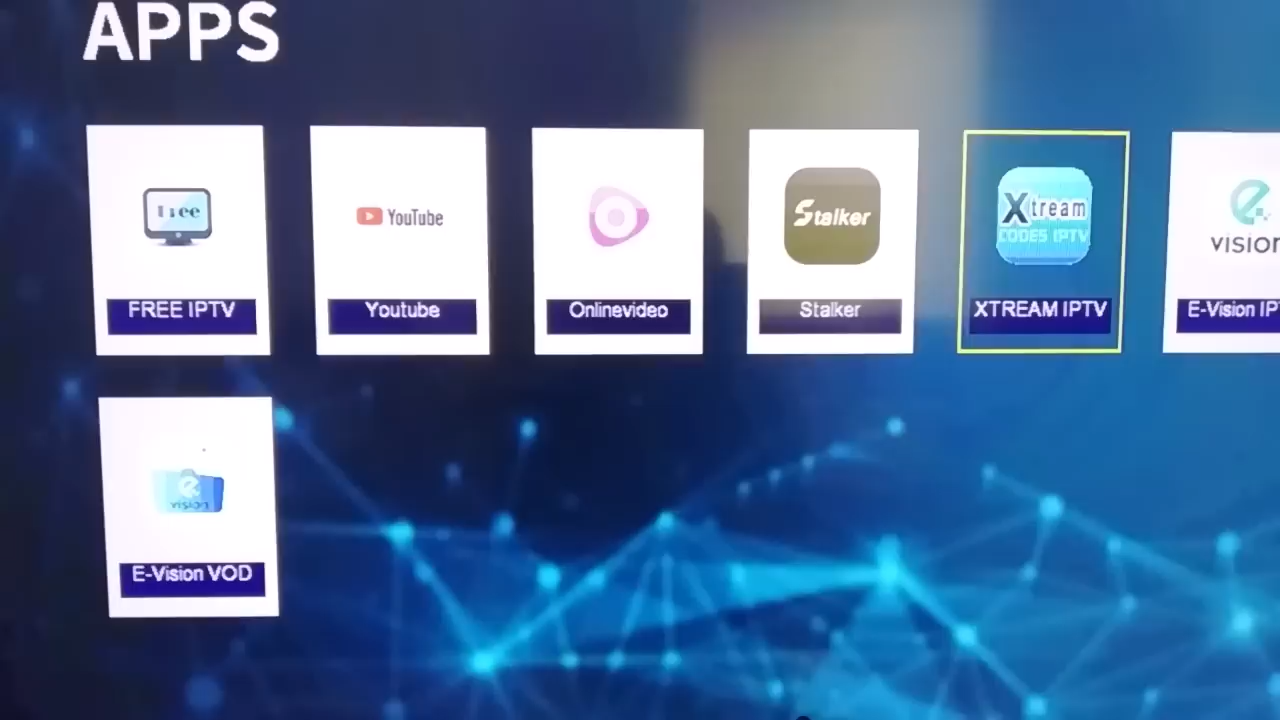 APPS
Free
YouTube
Stalker
Xtream
CODES IPTV
vision
FREE IPTV
Youtube
Onlinevideo
Stalker
XTREAM IPTV
E-Vision IP
e
vision
E-Vision VOD